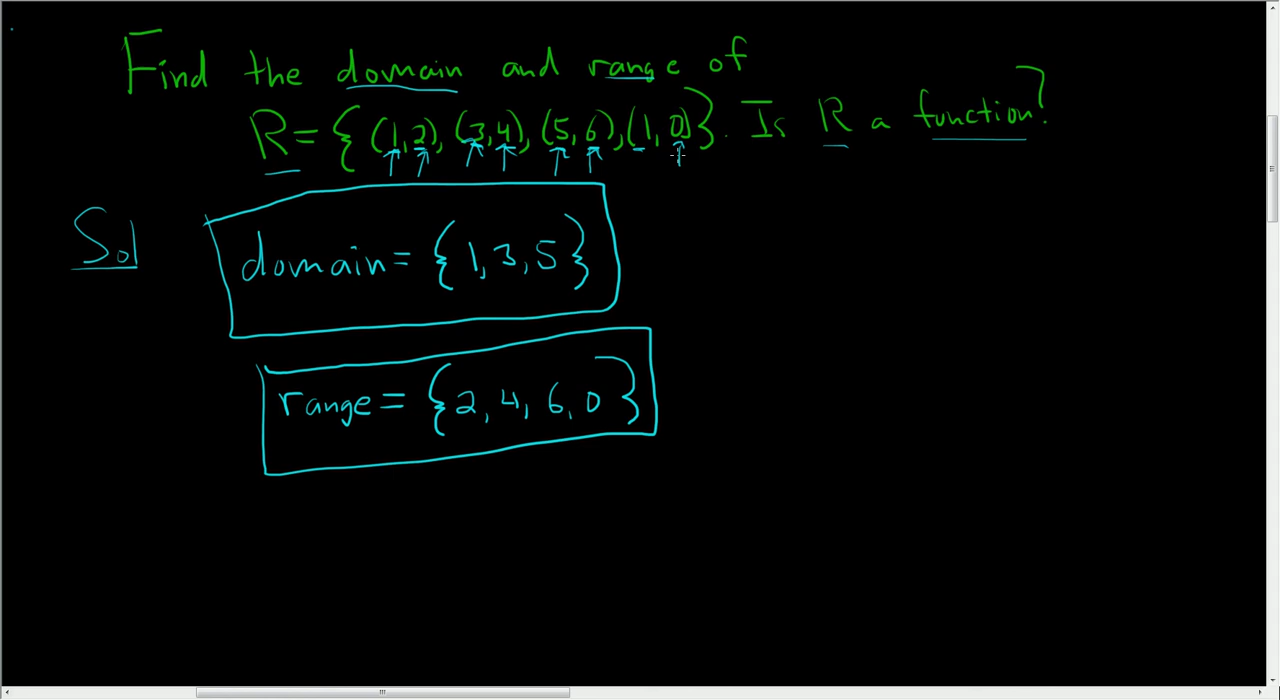 Find the domain and range of
R = {(1,2), (3,4), (5,6), (1,0)}. Is R a function?
Sol
domain = {1, 3, 5}
range = {2, 4, 6, 0}